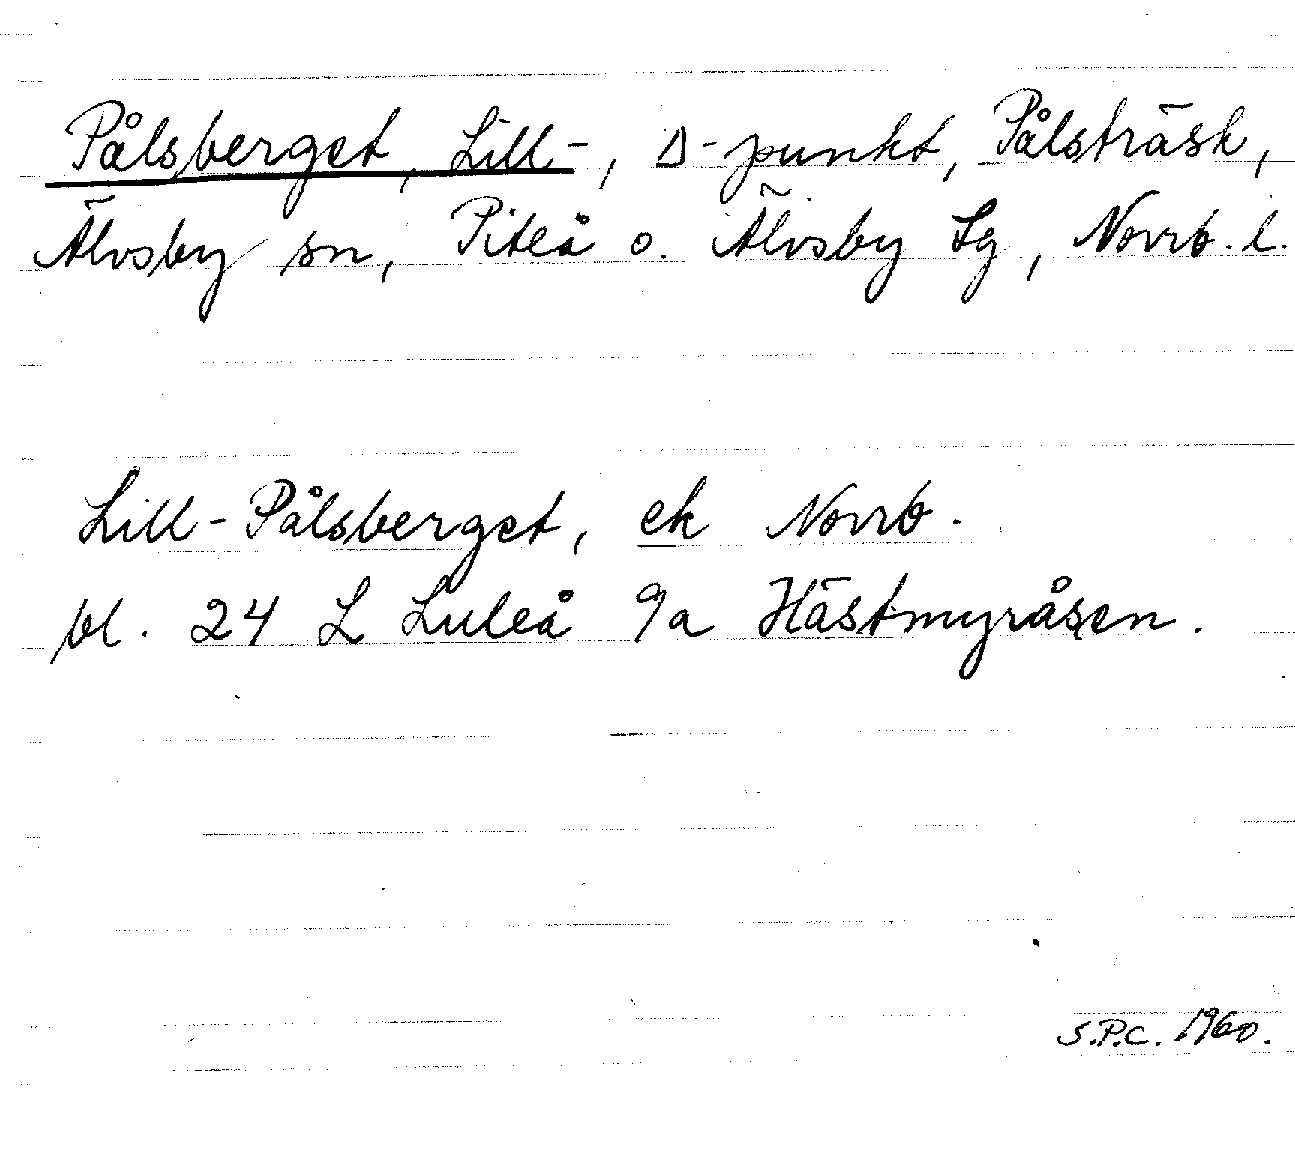 Pålsberget, Lill-, Δ-punkt, Pålsträsk,
Älvsby sn, Piteå o. Älvsby tg, Norrb. l.
Lill-Pålsberget, ek Norrb.
bl. 24 L Luleå 9a Hästmyråsen.
S.P.C. 1960.